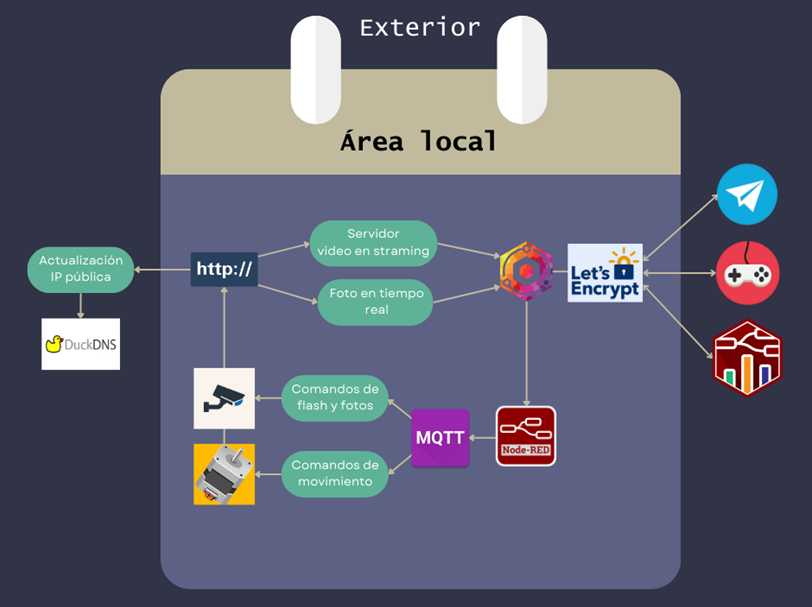 Exterior
Área local
Servidor
video en straming
Actualización
IP pública
http://
Let's
Encrypt
Foto en tiempo
real
DuckDNS
Comandos de
flash y fotos
MQTT
Node-RED
Comandos de
movimiento